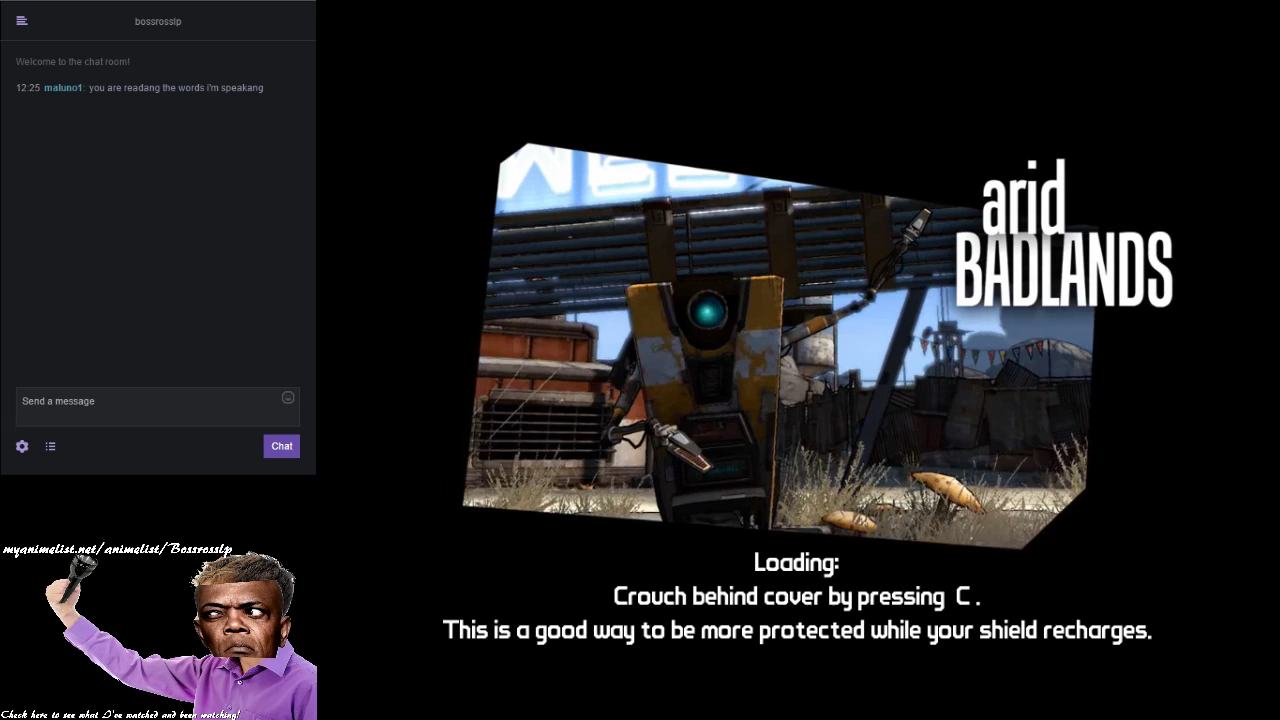 bossrosslp
Welcome to the chat room!
12:25 maluno1: you are readang the words i'm speakang
Send a message
Chat
myanimelist.net/animelist/Bossrosslp
Check here to see what I've watched and been watching!
arid
BADLANDS
Loading:
Crouch behind cover by pressing C .
This is a good way to be more protected while your shield recharges.